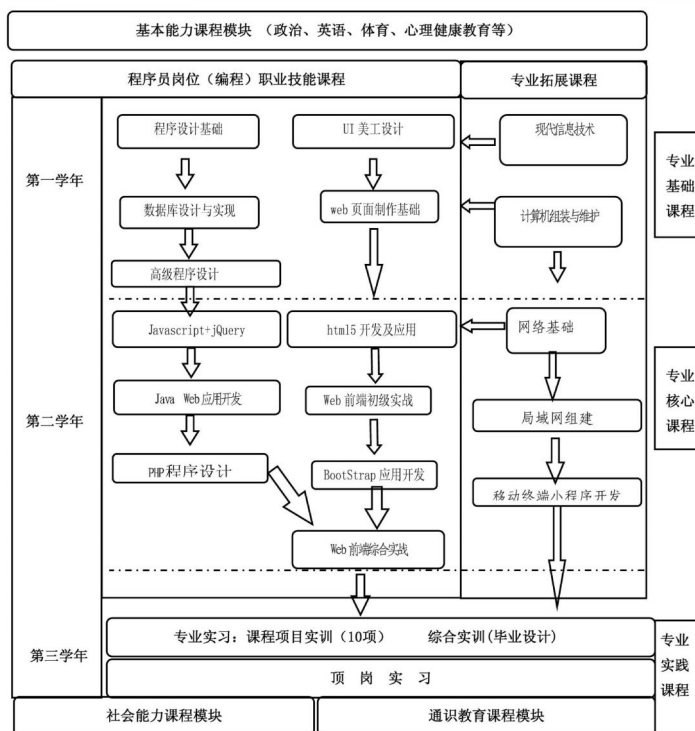 基本能力课程模块 （政治、英语、体育、心理健康教育等）
程序员岗位（编程）职业技能课程
专业拓展课程
第一学年
程序设计基础
UI 美工设计
现代信息技术
专业
基础
课程
数据库设计与实现
web 页面制作基础
计算机组装与维护
高级程序设计
第二学年
Javascript+jQuery
html5 开发及应用
网络基础
专业
核心
课程
Java Web 应用开发
Web 前端初级实战
局域网组建
PHP 程序设计
BootStrap 应用开发
移动终端小程序开发
Web 前端综合实战
第三学年
专业实习：课程项目实训（10项） 综合实训(毕业设计)
专业
实践
课程
顶 岗 实 习
社会能力课程模块
通识教育课程模块